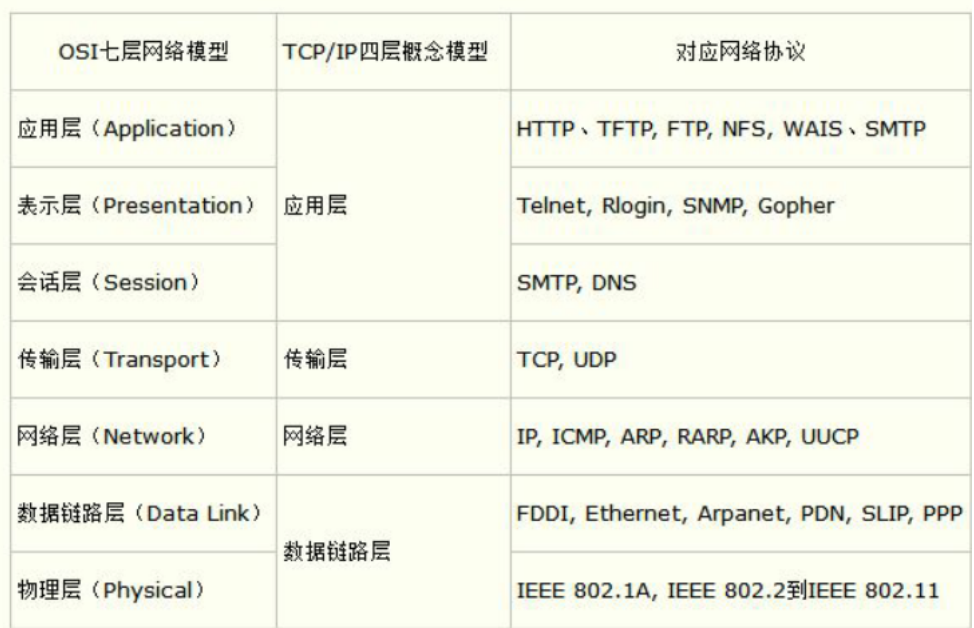 OSI七层网络模型 TCP/IP四层概念模型 对应网络协议
应用层（Application） HTTP、TFTP, FTP, NFS, WAIS、SMTP
表示层（Presentation） 应用层 Telnet, Rlogin, SNMP, Gopher
会话层（Session） SMTP, DNS
传输层（Transport） 传输层 TCP, UDP
网络层（Network） 网络层 IP, ICMP, ARP, RARP, AKP, UUCP
数据链路层（Data Link） FDDI, Ethernet, Arpanet, PDN, SLIP, PPP
数据链路层
物理层（Physical） IEEE 802.1A, IEEE 802.2到IEEE 802.11